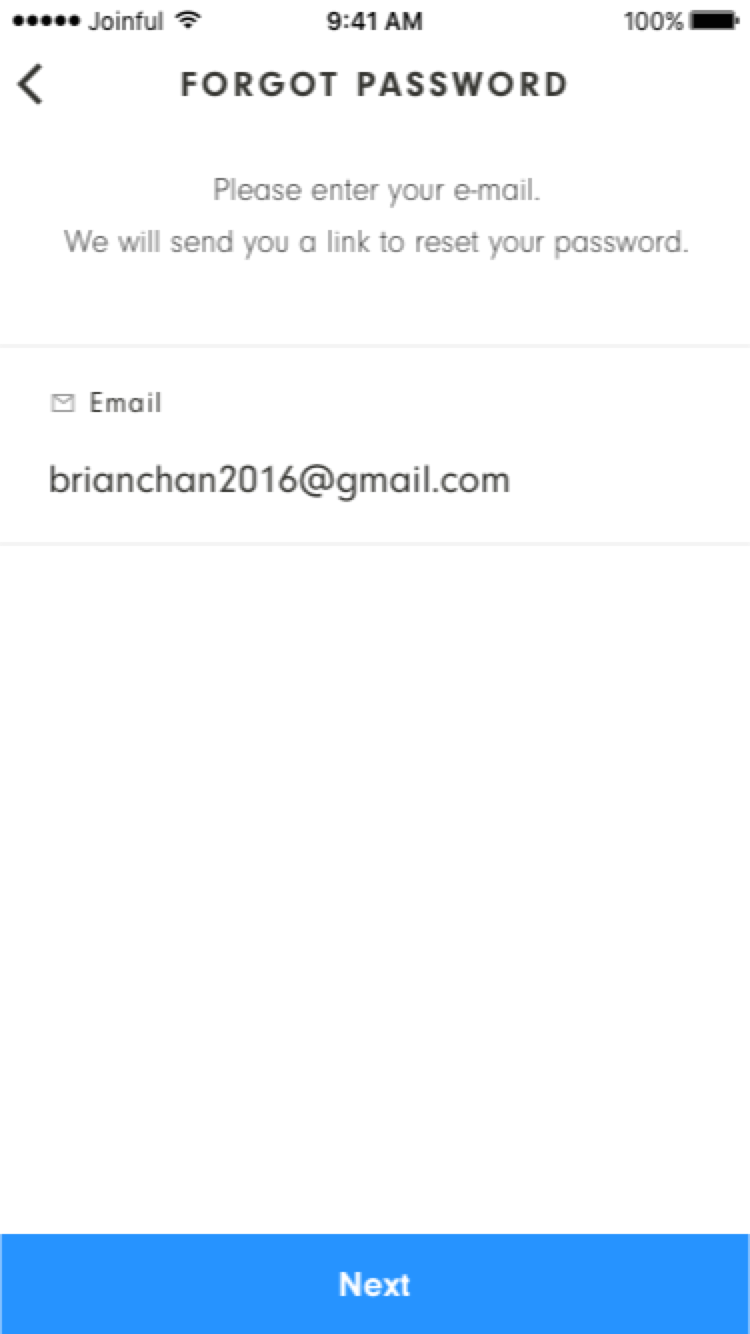 Joinful 9:41 AM 100%
FORGOT PASSWORD
Please enter your e-mail.
We will send you a link to reset your password.
Email
brianchan2016@gmail.com
Next